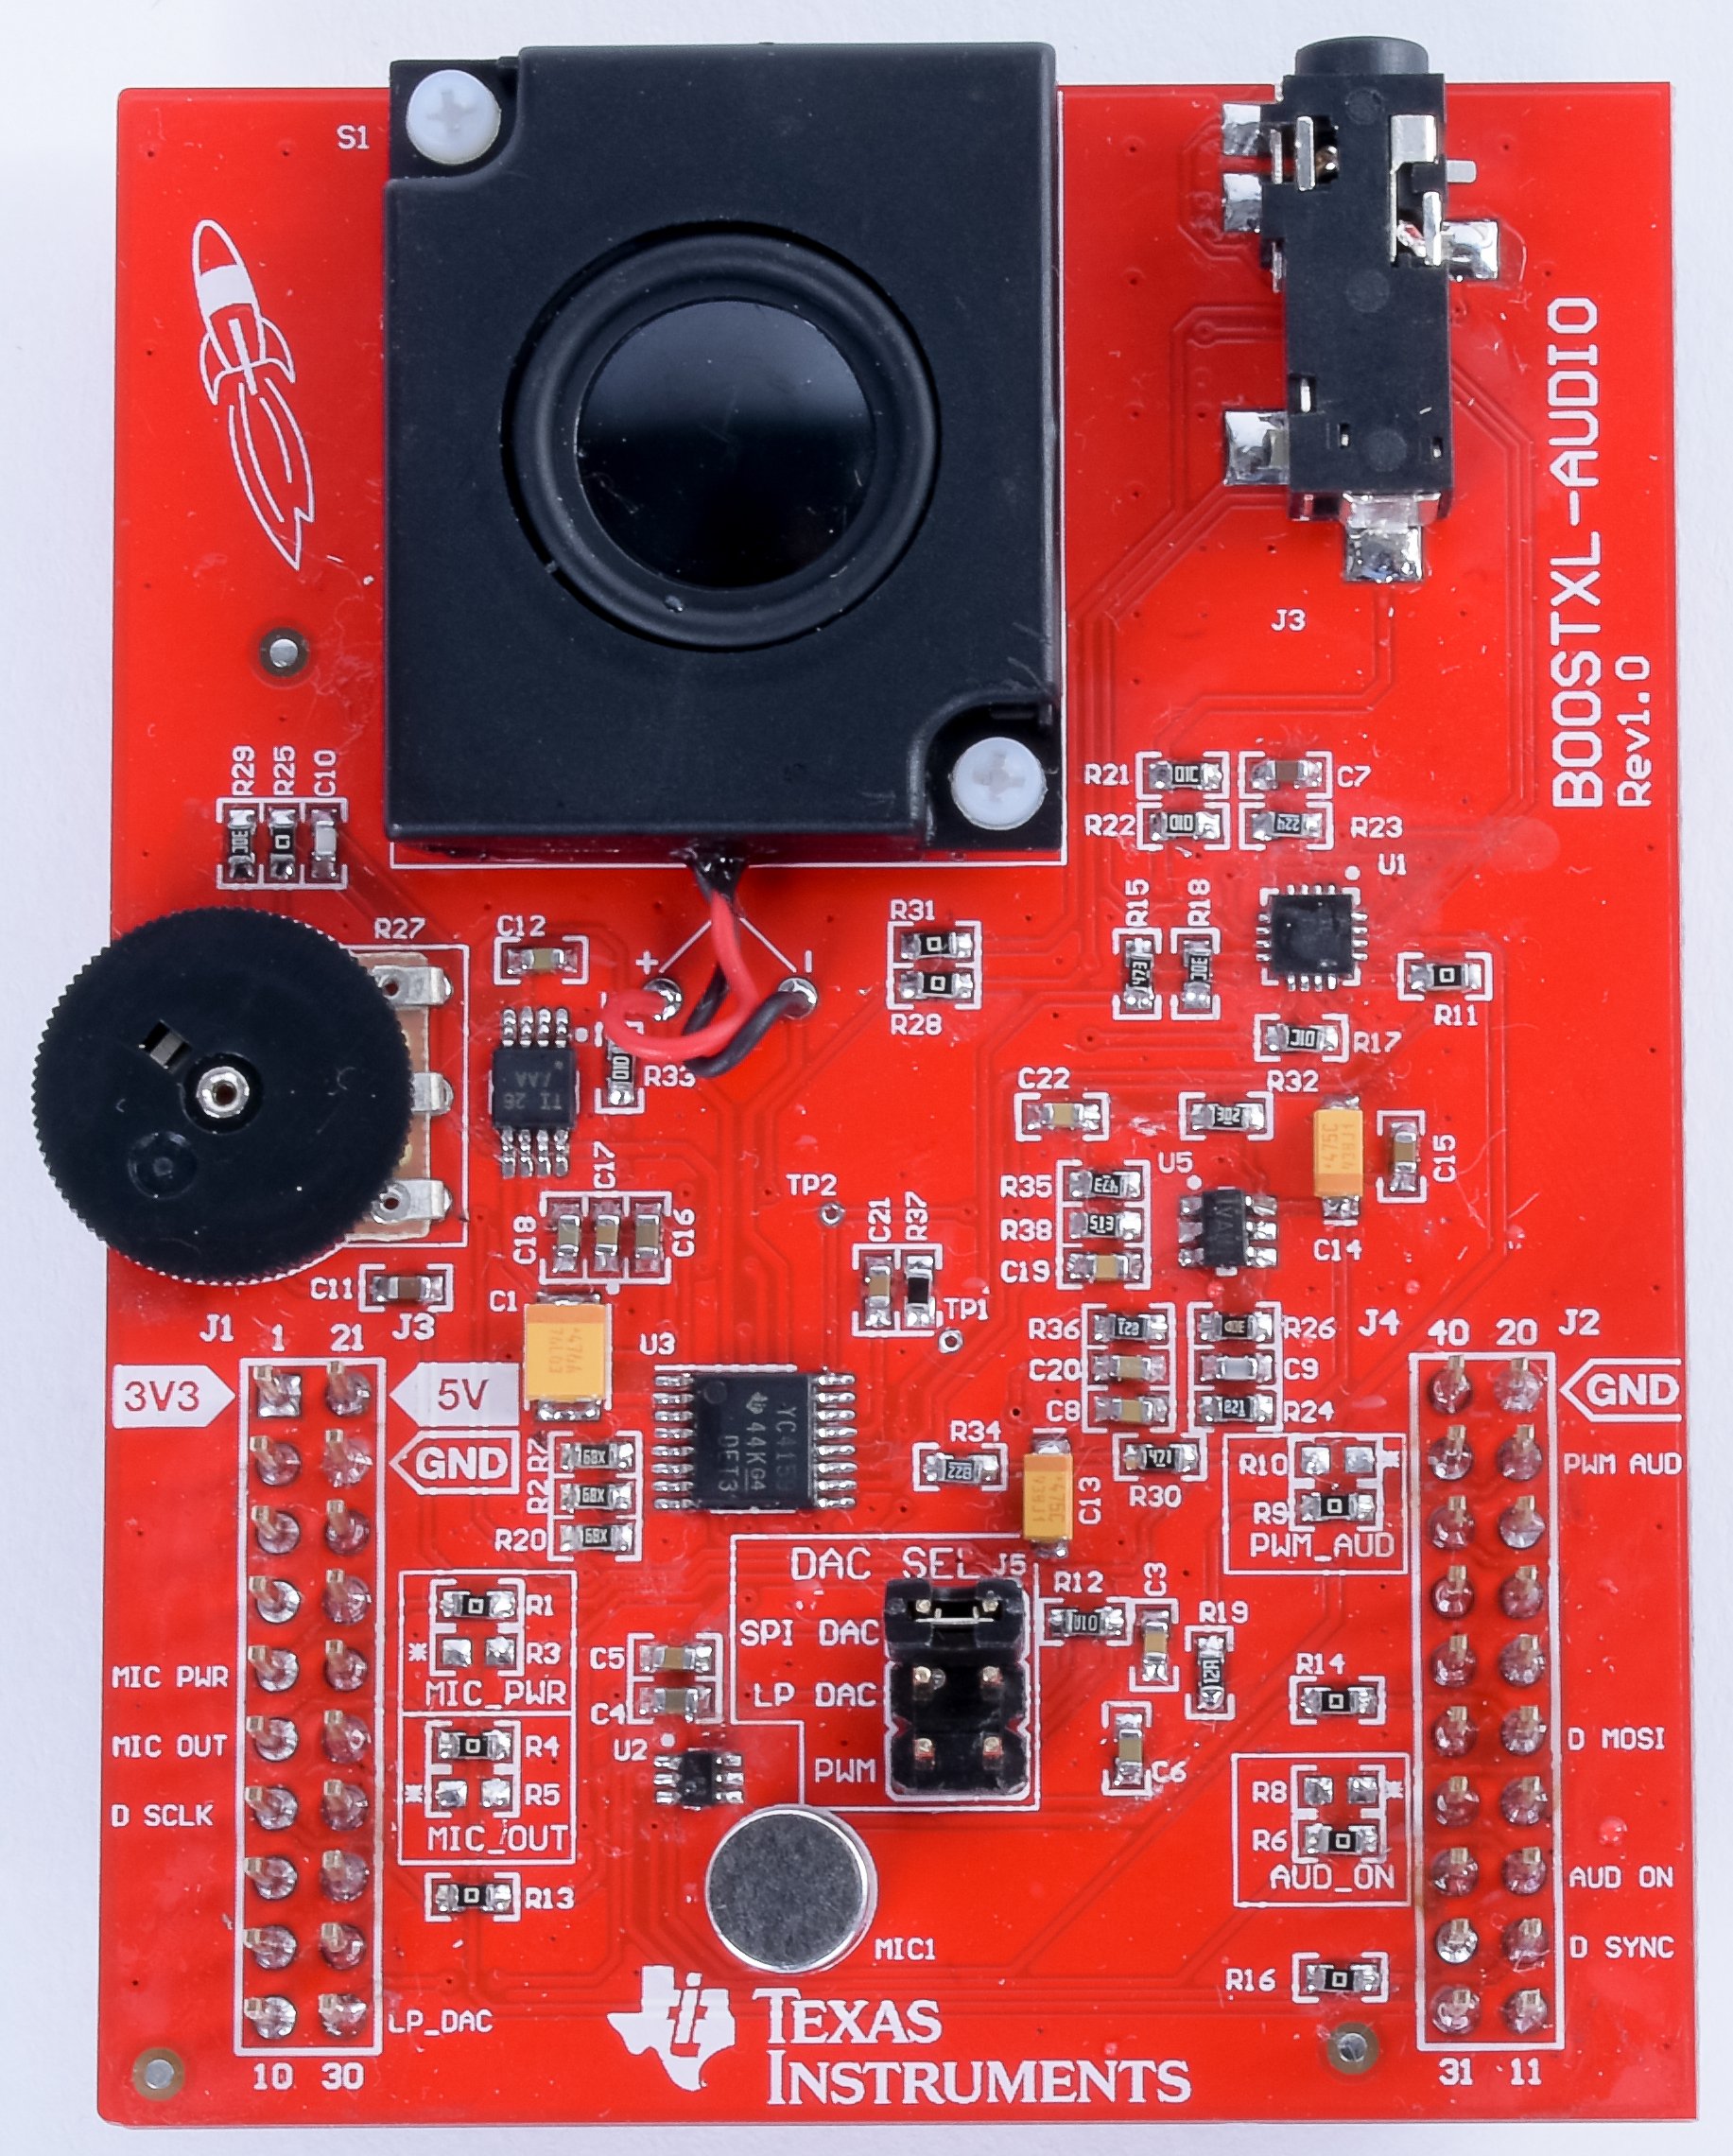 S1
BOOSTXL-AUDIO
Rev1.0
J3
R29
R25
C10
R21
C7
R22
R23
U1
R27
C12
R31
R28
R15
R18
R11
R17
+
-
R33
TI 26
C22
R32
U5
C15
C14
R35
R38
C19
TP2
C21
R37
TP1
C18
C17
C16
C11
C1
U3
R36
C20
C8
R26
C9
R24
J1
1
21
J3
J4
40
20
J2
3V3
5V
GND
GND
R7
R2
R20
YC4153
44KG4
DET3
R34
C13
R30
R10
R9
PWM_AUD
PWM AUD
DAC SEL
J5
SPI DAC
LP DAC
PWM
R12
C3
R19
C6
R14
R1
R3
MIC_PWR
MIC PWR
R4
R5
MIC_OUT
MIC OUT
D SCLK
C5
C4
U2
D MOSI
R8
R6
AUD_ON
AUD ON
R13
MIC1
D SYNC
R16
LP_DAC
10
30
31
11
TEXAS
INSTRUMENTS